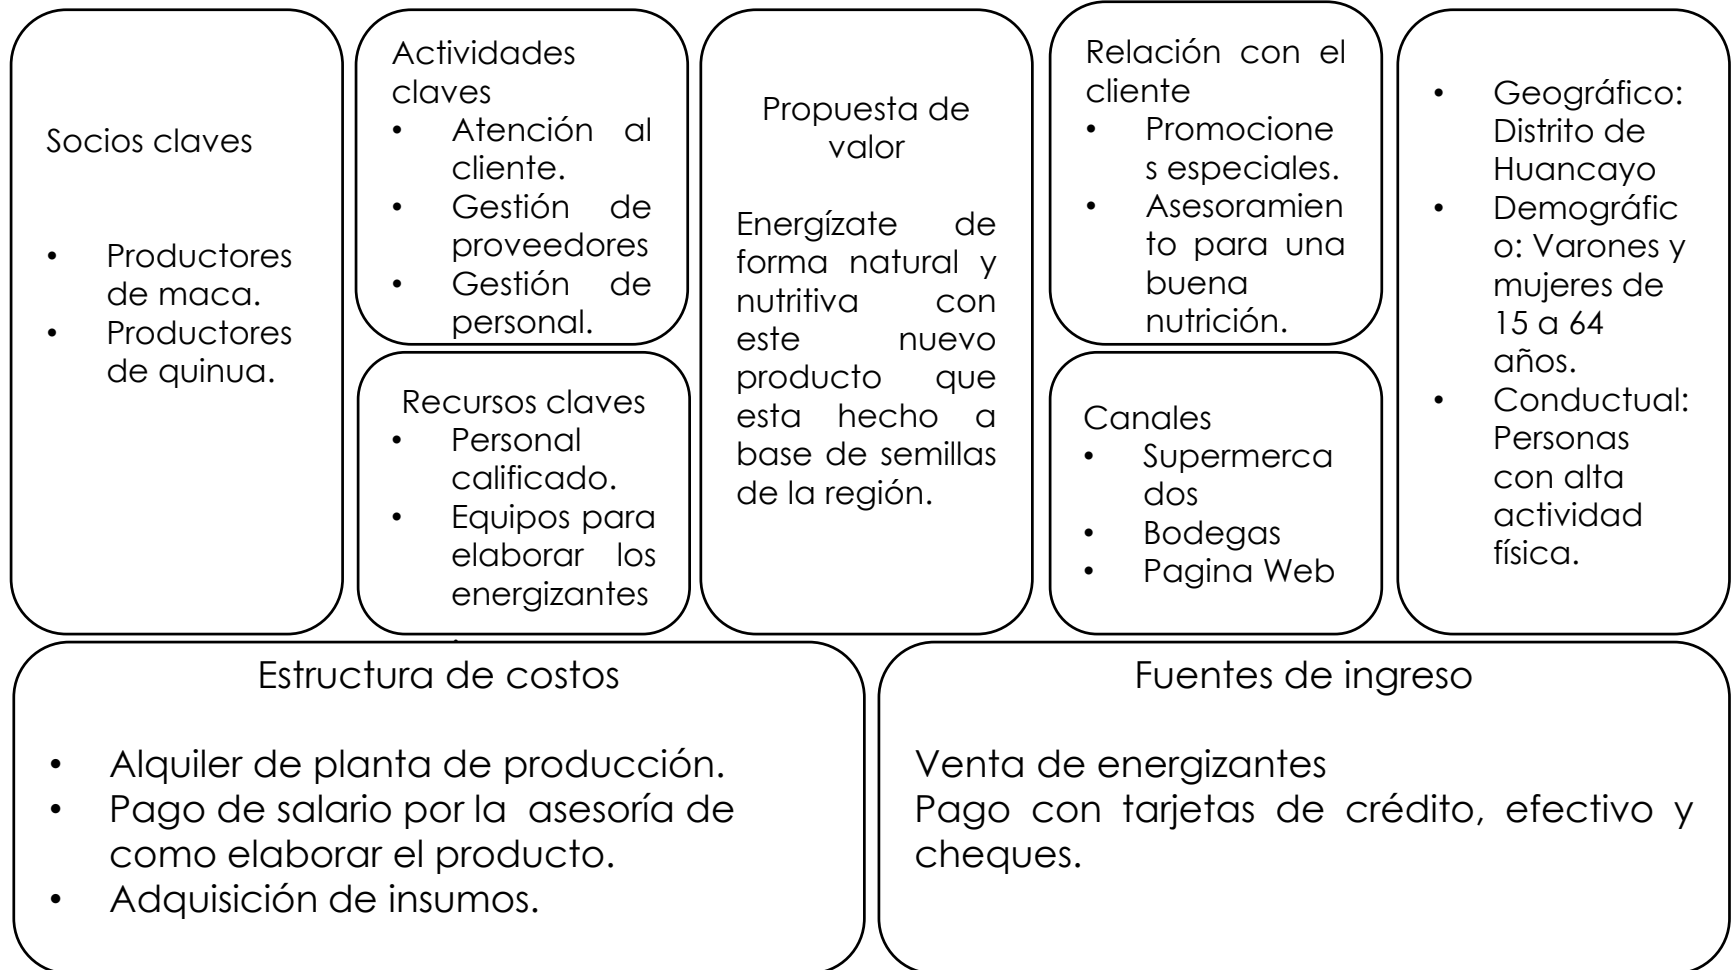 Socios claves
• Productores
de maca.
• Productores
de quinua.
Actividades
claves
• Atención al
cliente.
• Gestión de
proveedores
• Gestión de
personal.
Recursos claves
• Personal
calificado.
• Equipos para
elaborar los
energizantes
.
Propuesta de
valor
Energízate de
forma natural y
nutritiva con
este nuevo
producto que
esta hecho a
base de semillas
de la región.
Relación con el
cliente
• Promocione
s especiales.
• Asesoramien
to para una
buena
nutrición.
Canales
• Supermerca
dos
• Bodegas
• Pagina Web
• Geográfico:
Distrito de
Huancayo
• Demográfic
o: Varones y
mujeres de
15 a 64
años.
• Conductual:
Personas
con alta
actividad
física.
Estructura de costos
• Alquiler de planta de producción.
• Pago de salario por la asesoría de
como elaborar el producto.
• Adquisición de insumos.
Fuentes de ingreso
Venta de energizantes
Pago con tarjetas de crédito, efectivo y
cheques.